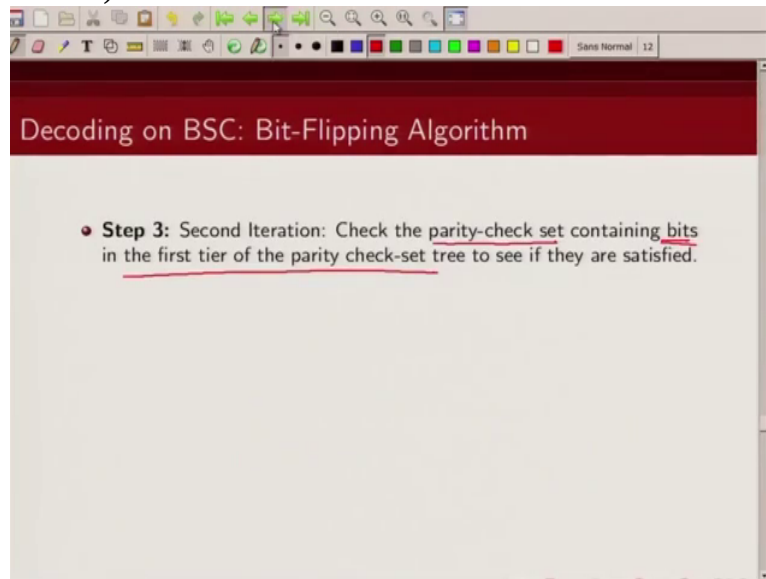 Sans Normal 12
Decoding on BSC: Bit-Flipping Algorithm
Step 3: Second Iteration: Check the parity-check set containing bits
in the first tier of the parity check-set tree to see if they are satisfied.